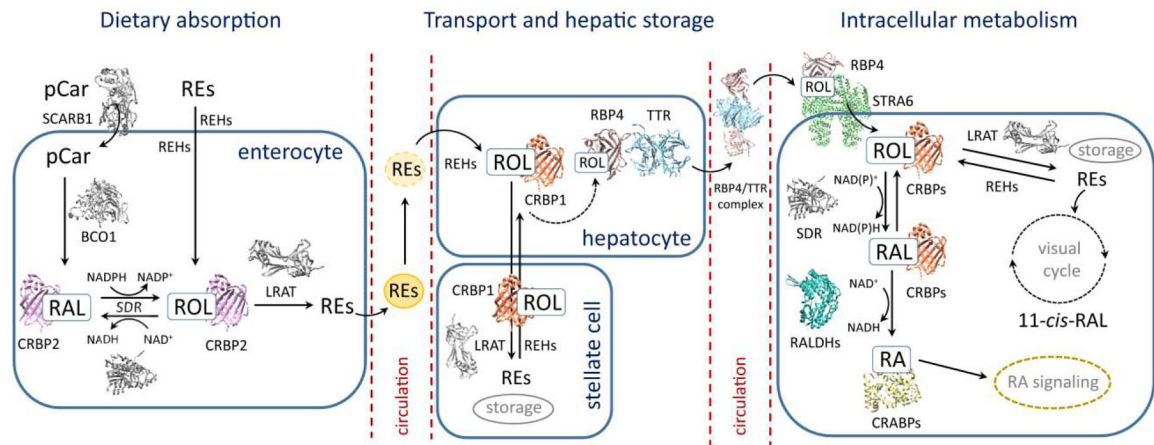 Dietary absorption
Transport and hepatic storage
Intracellular metabolism
pCar
SCARB1
REs
REHs
REHs
enterocyte
pCar
BCO1
RAL
CRBP2
NADPH
NADP⁺
SDR
NADH
NAD⁺
ROL
CRBP2
LRAT
REs
REs
REs
circulation
REHs
ROL
CRBP1
RBP4
ROL
TTR
hepatocyte
CRBP1
ROL
LRAT
REHs
REs
storage
stellate cell
RBP4/TTR
complex
circulation
RBP4
ROL
STRA6
ROL
CRBPs
LRAT
REHs
storage
REs
NAD(P)⁺
SDR
NAD(P)H
RAL
CRBPs
visual
cycle
11-cis-RAL
NAD⁺
RALDHs
NADH
RA
CRABPs
RA signaling